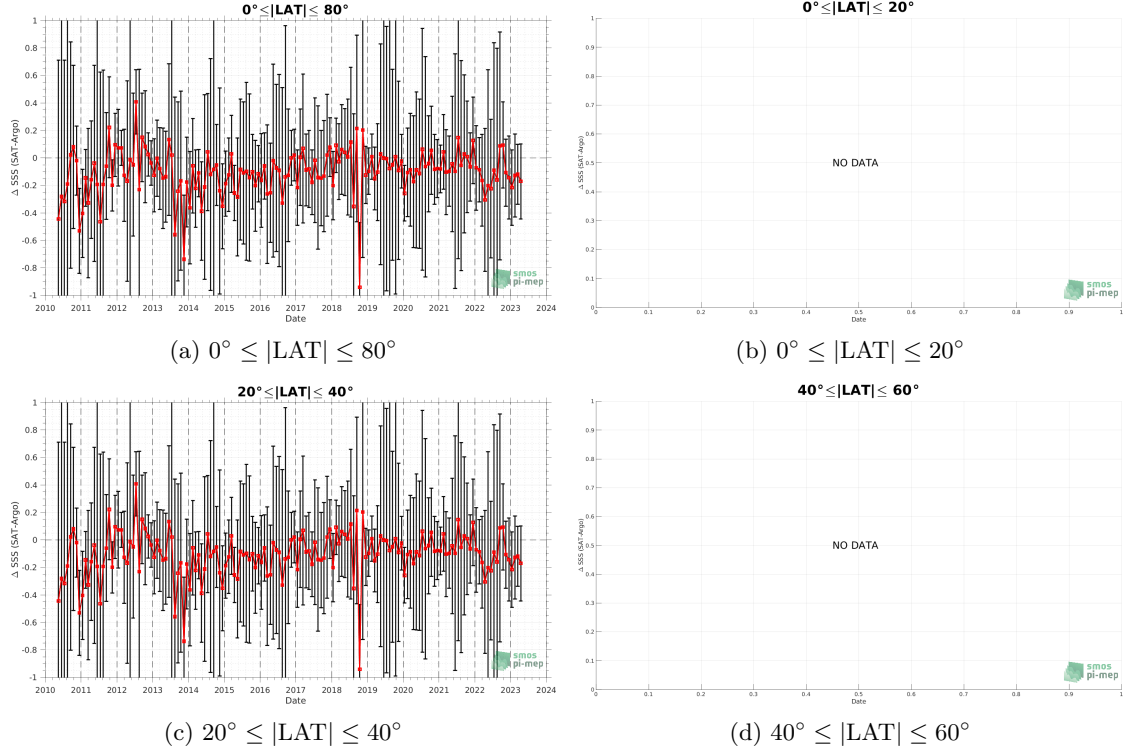 0°≤|LAT|≤ 80°
1
0.8
0.6
0.4
0.2
0
-0.2
-0.4
-0.6
-0.8
-1
Δ SSS (SAT-Argo)
2010 2011 2012 2013 2014 2015 2016 2017 2018 2019 2020 2021 2022 2023 2024
Date
smos
pi-mep
(a) 0° ≤ |LAT| ≤ 80°
0°≤|LAT|≤ 20°
1
0.9
0.8
0.7
0.6
0.5
0.4
0.3
0.2
0.1
0
Δ SSS (SAT-Argo)
NO DATA
0 0.1 0.2 0.3 0.4 0.5 0.6 0.7 0.8 0.9 1
Date
smos
pi-mep
(b) 0° ≤ |LAT| ≤ 20°
20°≤|LAT|≤ 40°
1
0.8
0.6
0.4
0.2
0
-0.2
-0.4
-0.6
-0.8
-1
Δ SSS (SAT-Argo)
2010 2011 2012 2013 2014 2015 2016 2017 2018 2019 2020 2021 2022 2023 2024
Date
smos
pi-mep
(c) 20° ≤ |LAT| ≤ 40°
40°≤|LAT|≤ 60°
1
0.9
0.8
0.7
0.6
0.5
0.4
0.3
0.2
0.1
0
Δ SSS (SAT-Argo)
NO DATA
0 0.1 0.2 0.3 0.4 0.5 0.6 0.7 0.8 0.9 1
Date
smos
pi-mep
(d) 40° ≤ |LAT| ≤ 60°